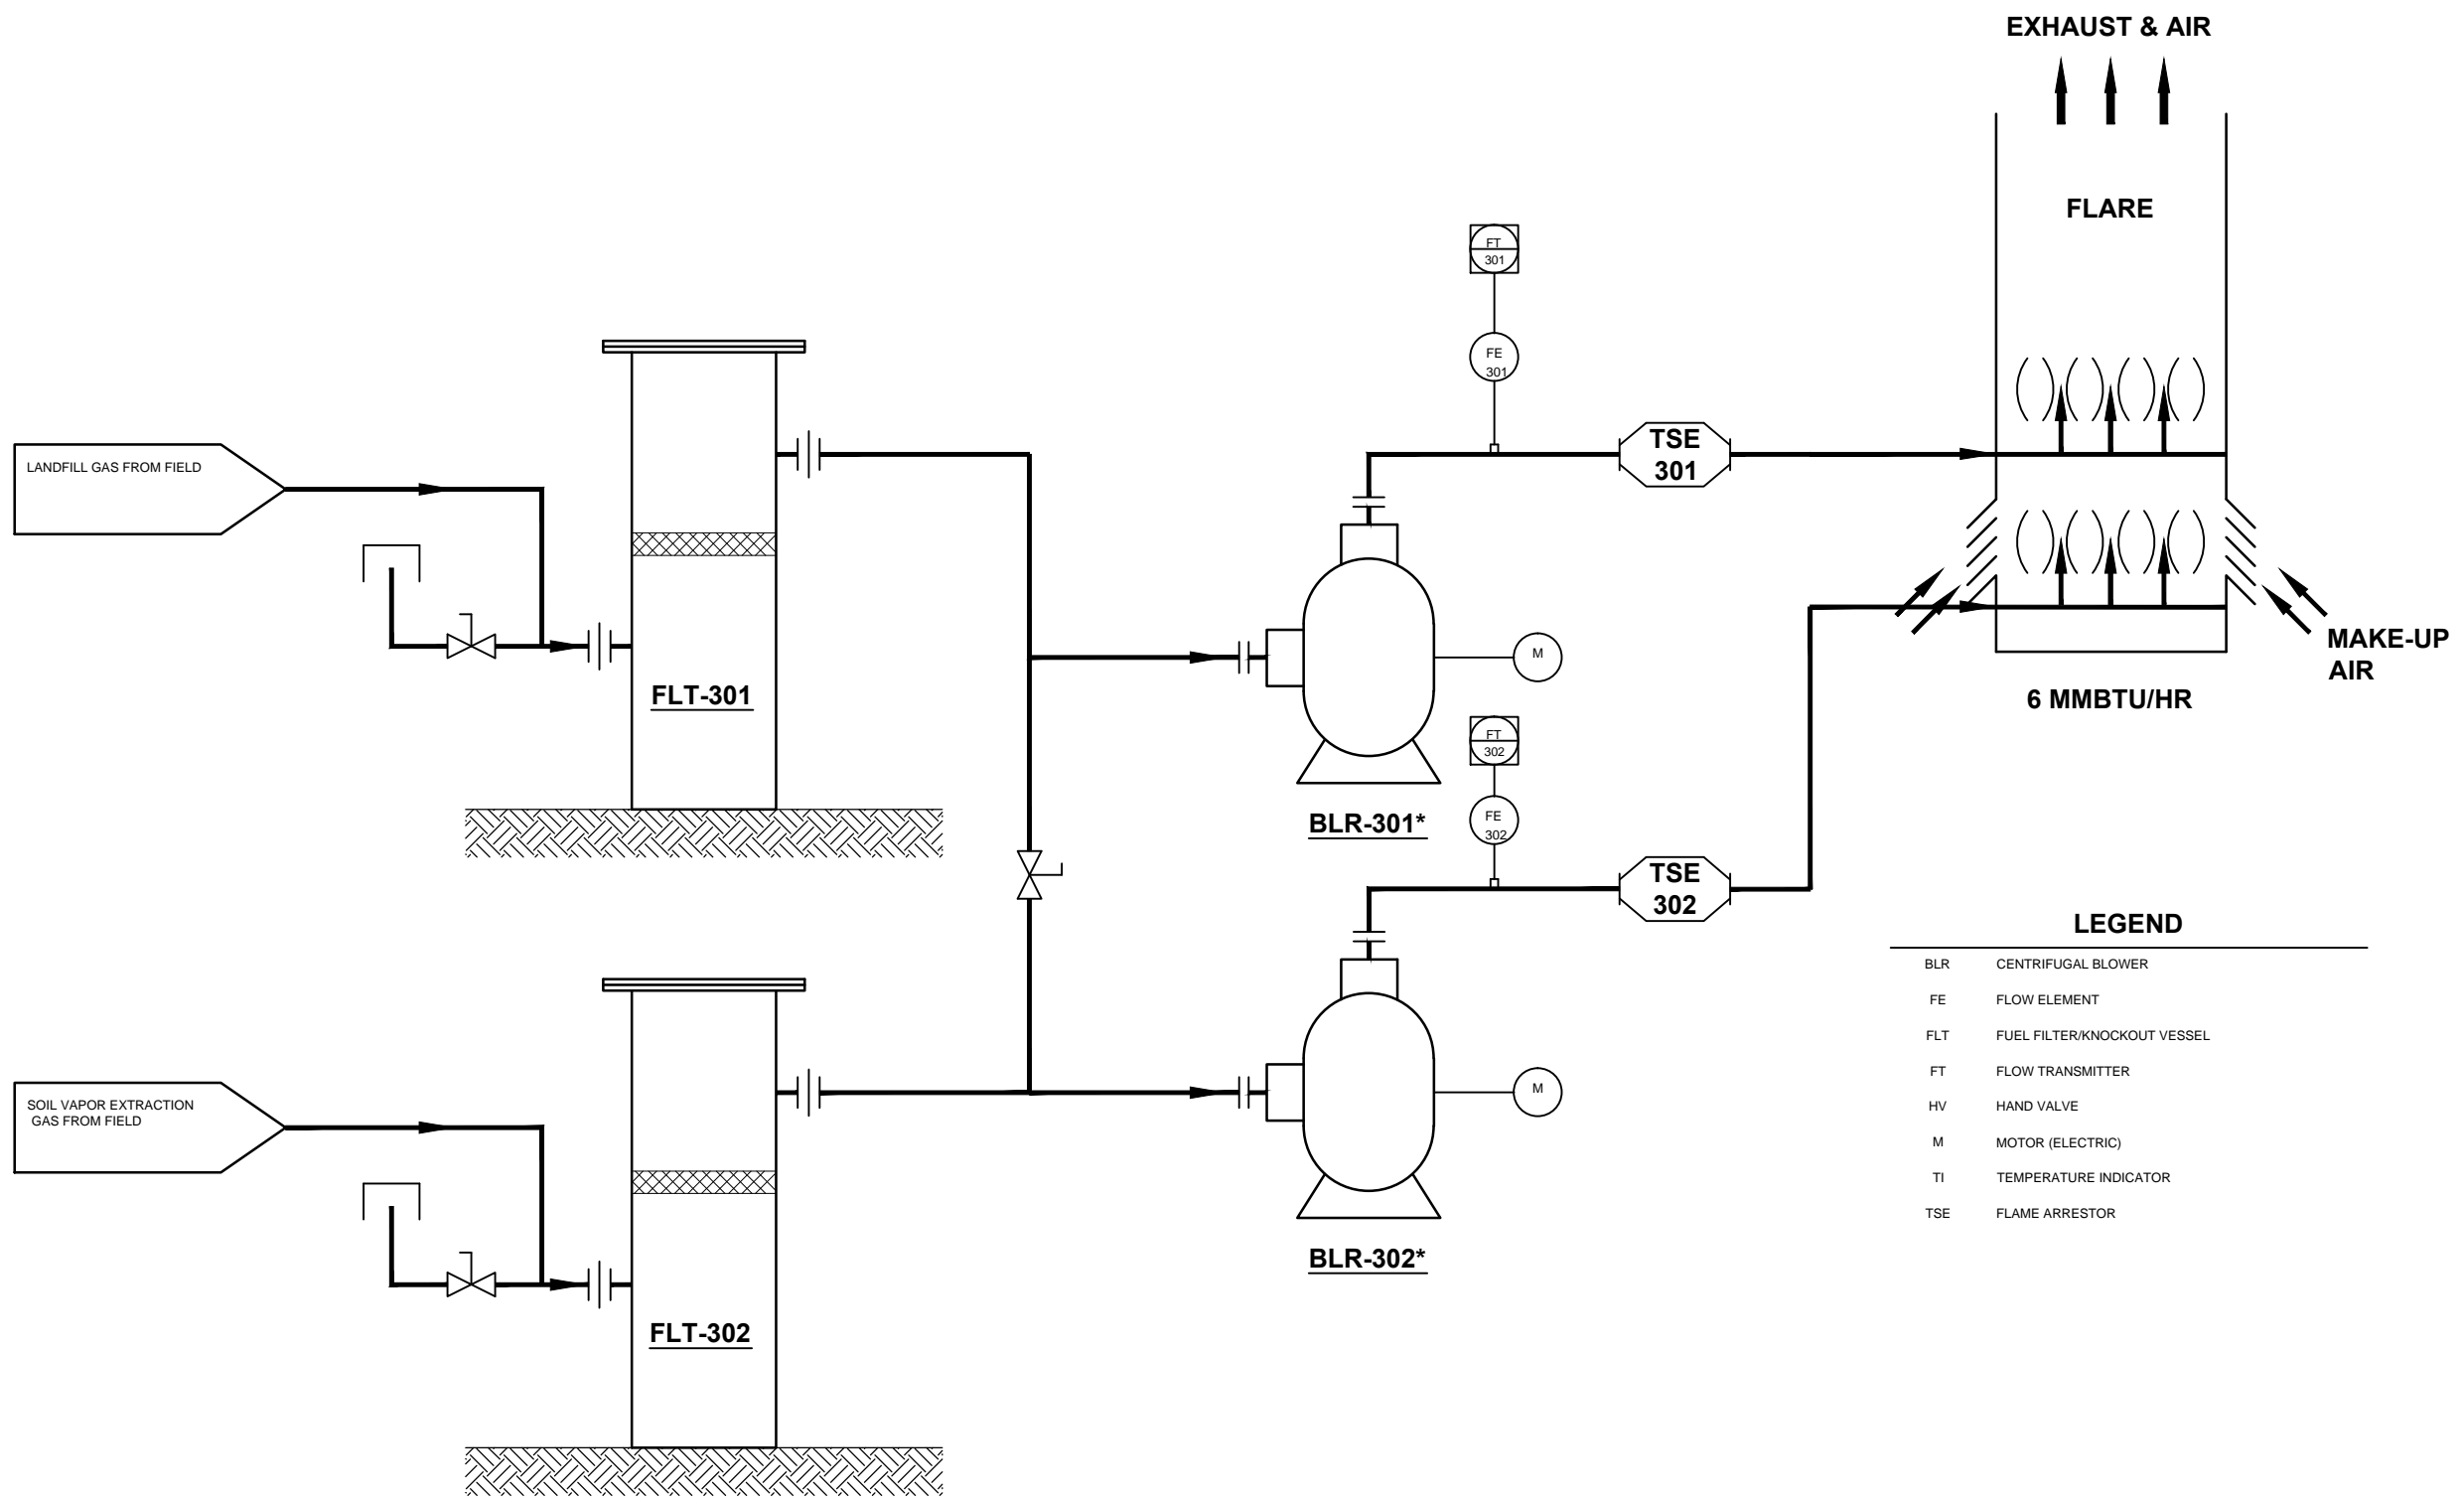 EXHAUST & AIR
FLARE
FT
301
FE
301
TSE
301
LANDFILL GAS FROM FIELD
FLT-301
M
MAKE-UP
AIR
6 MMBTU/HR
FT
302
FE
302
BLR-301*
TSE
302
SOIL VAPOR EXTRACTION
GAS FROM FIELD
FLT-302
M
BLR-302*
LEGEND
BLR CENTRIFUGAL BLOWER
FE FLOW ELEMENT
FLT FUEL FILTER/KNOCKOUT VESSEL
FT FLOW TRANSMITTER
HV HAND VALVE
M MOTOR (ELECTRIC)
TI TEMPERATURE INDICATOR
TSE FLAME ARRESTOR